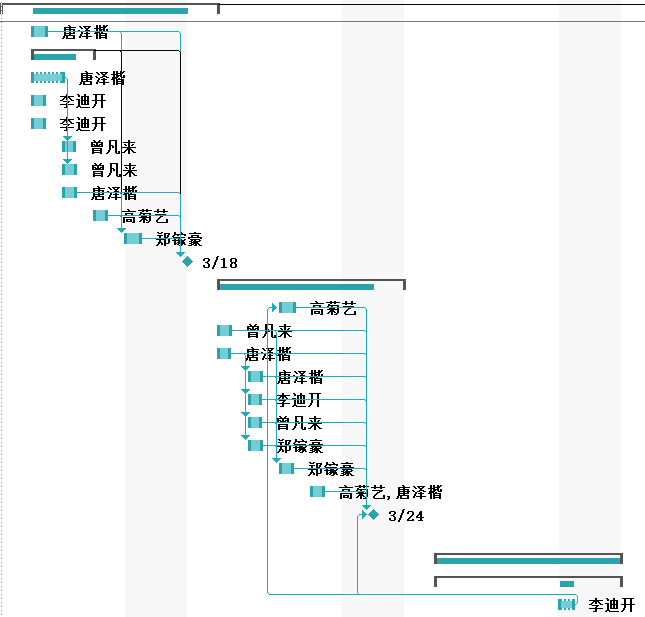 唐泽楷
唐泽楷
李迪开
李迪开
曾凡来
曾凡来
唐泽楷
高菊艺
郑镓豪
3/18
高菊艺
曾凡来
唐泽楷
唐泽楷
李迪开
曾凡来
郑镓豪
郑镓豪
高菊艺,唐泽楷
3/24
李迪开